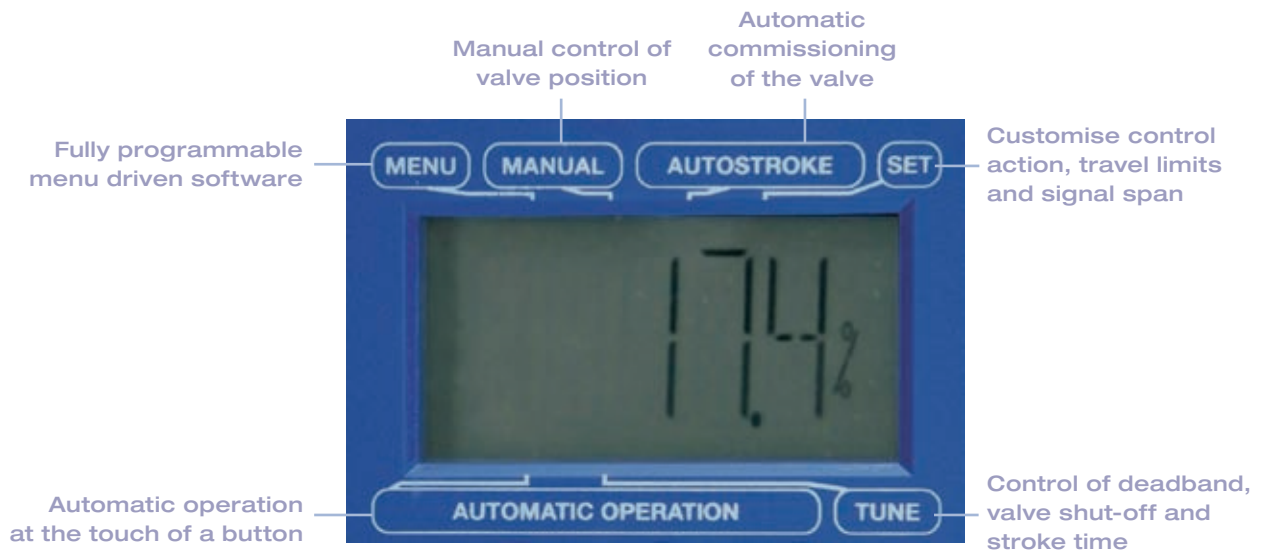 Automatic
commissioning
of the valve
Manual control of
valve position
Fully programmable
menu driven software
Customise control
action, travel limits
and signal span
MENU
MANUAL
AUTOSTROKE
SET
17.4%
Automatic operation
at the touch of a button
AUTOMATIC OPERATION
TUNE
Control of deadband,
valve shut-off and
stroke time